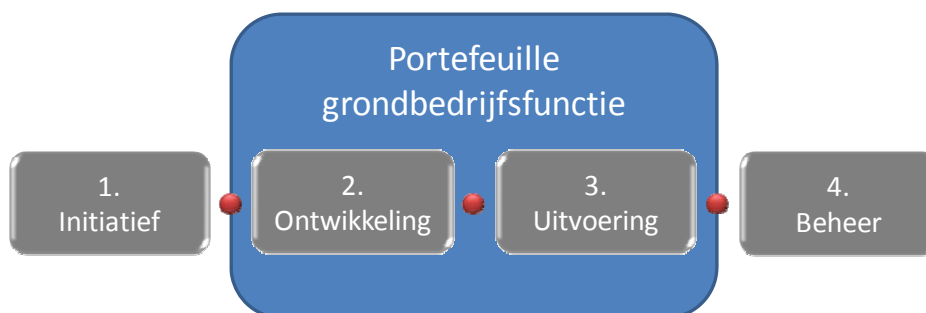 Portefeuille
grondbedrijfsfunctie
1.
Initiatief
2.
Ontwikkeling
3.
Uitvoering
4.
Beheer